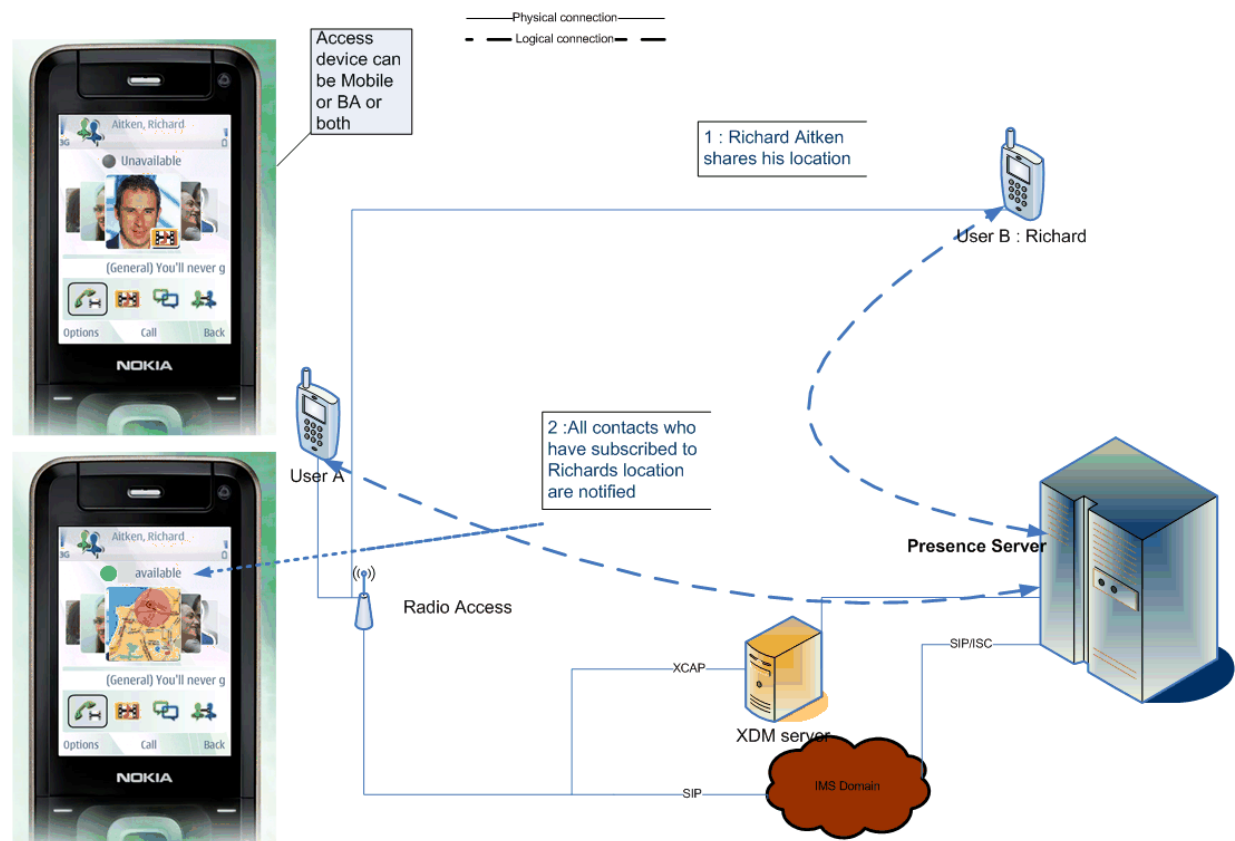 Physical connection
Logical connection
Access
device can
be Mobile
or BA or
both
Aitken, Richard
3G
Unavailable
(General) You'll never g
Options Call Back
NOKIA
1 : Richard Aitken
shares his location
User B : Richard
User A
2 :All contacts who
have subscribed to
Richards location
are notified
Aitken, Richard
3G
available
(General) You'll never g
Options Call Back
NOKIA
Presence Server
Radio Access
SIP/ISC
XCAP
XDM server
SIP
IMS Domain